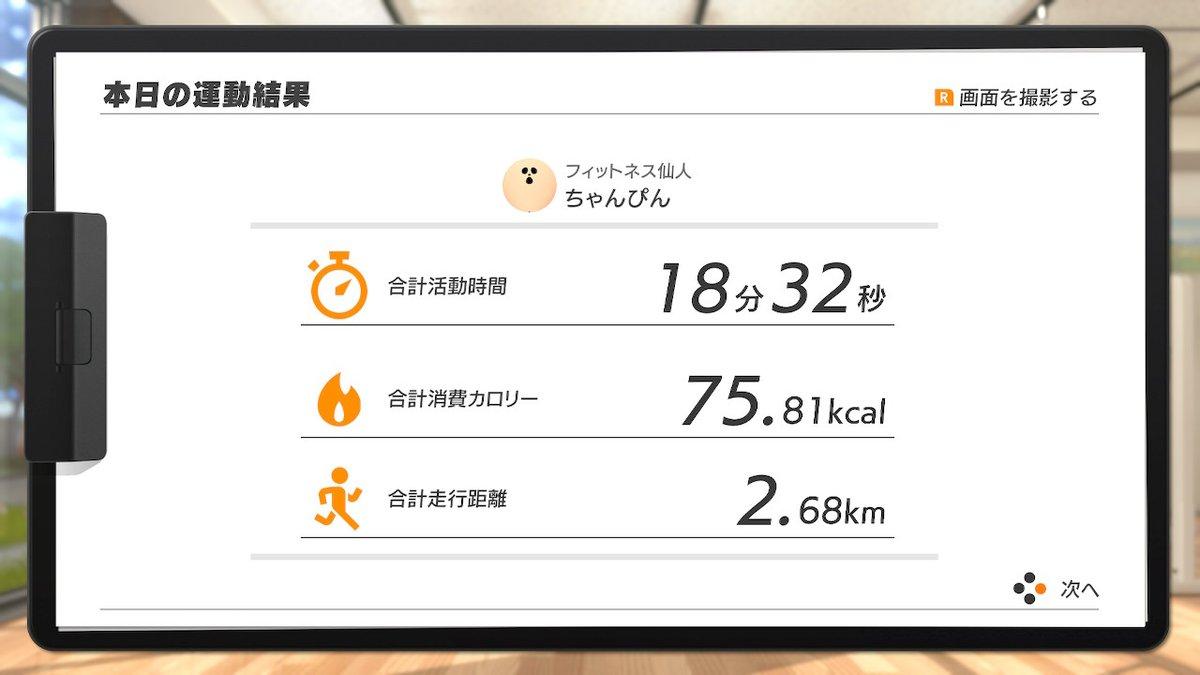 本日の運動結果
R 画面を撮影する
フィットネス仙人
ちゃんぴん
合計活動時間 18分32秒
合計消費カロリー 75.81kcal
合計走行距離 2.68km
次へ